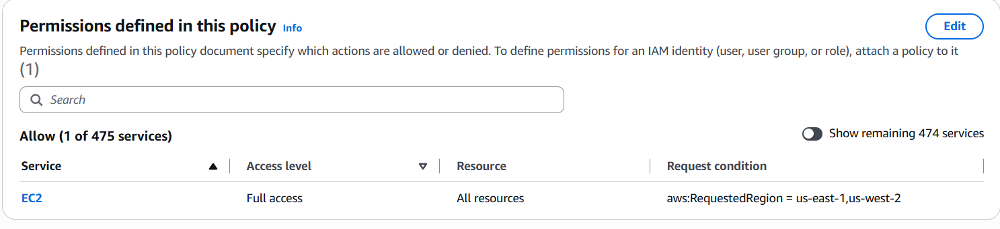 Permissions defined in this policy Info
Edit
Permissions defined in this policy document specify which actions are allowed or denied. To define permissions for an IAM identity (user, user group, or role), attach a policy to it
(1)
Search
Allow (1 of 475 services)
Show remaining 474 services
Service Access level Resource Request condition
EC2 Full access All resources aws:RequestedRegion = us-east-1,us-west-2